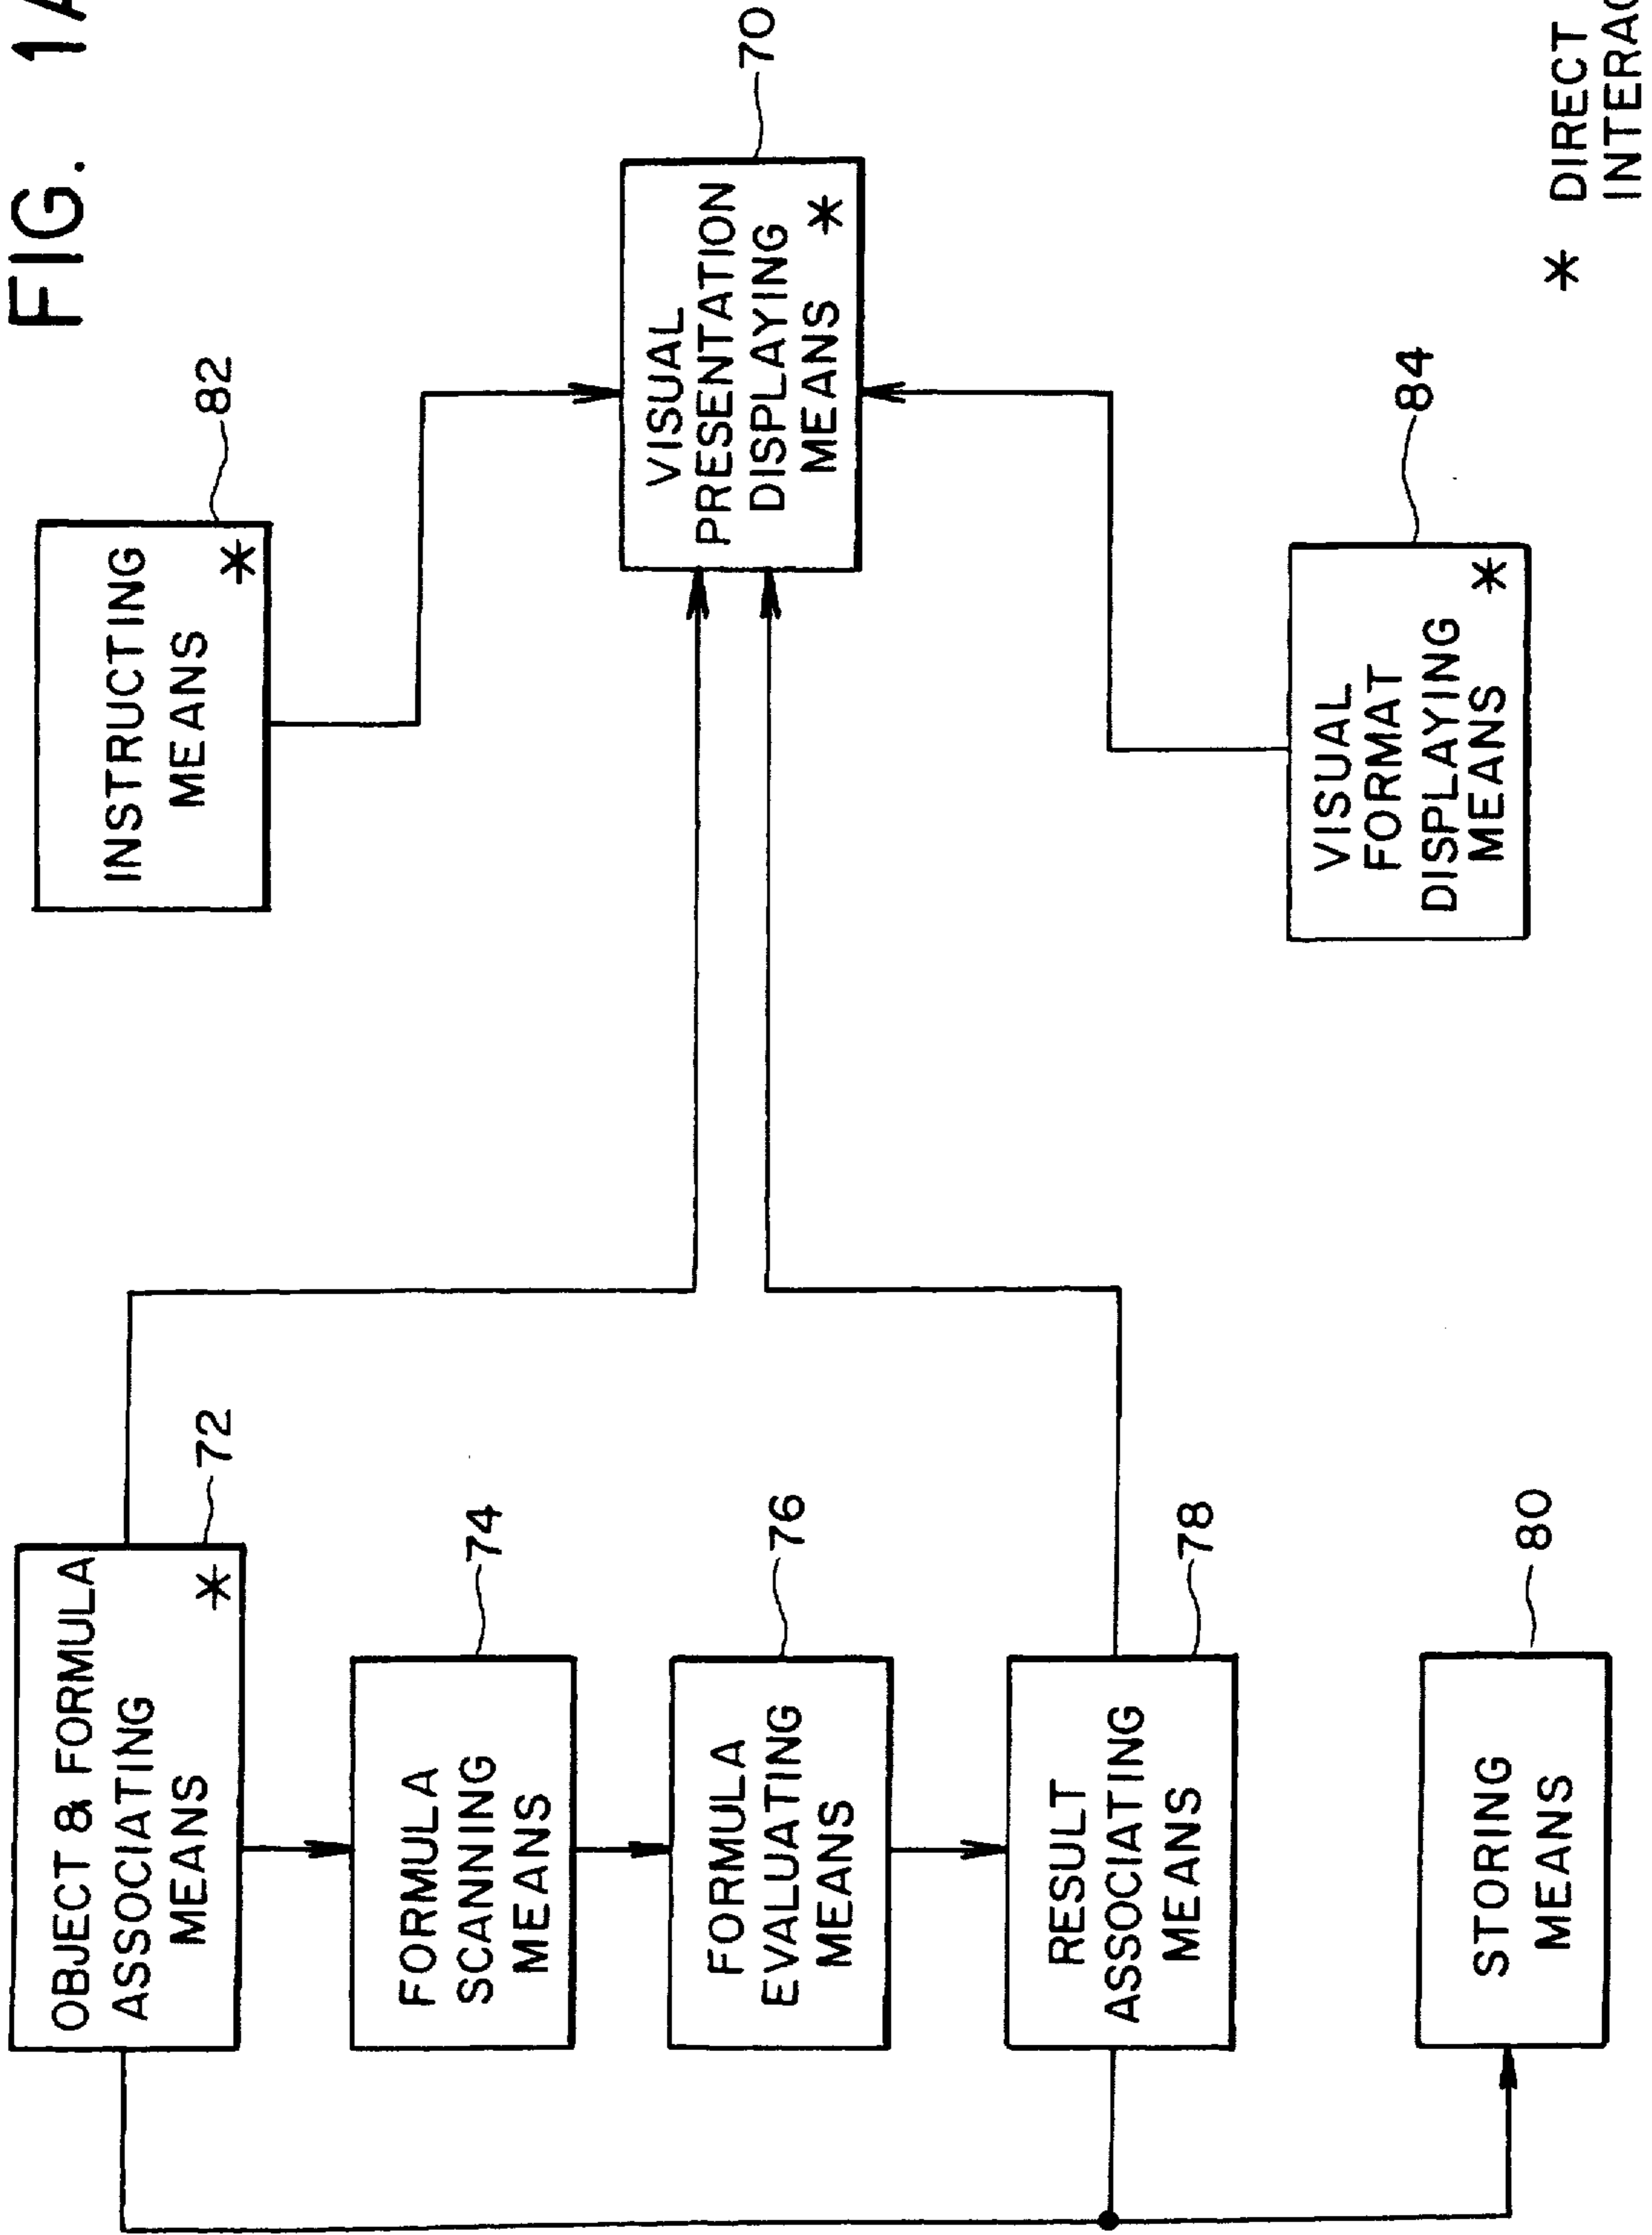 FIG. 1A
OBJECT & FORMULA
ASSOCIATING
MEANS
*
72
FORMULA
SCANNING
MEANS
74
FORMULA
EVALUATING
MEANS
76
RESULT
ASSOCIATING
MEANS
78
STORING
MEANS
80
INSTRUCTING
MEANS
*
82
VISUAL
PRESENTATION
DISPLAYING
MEANS
*
70
VISUAL
FORMAT
DISPLAYING
MEANS
*
84
* DIRECT